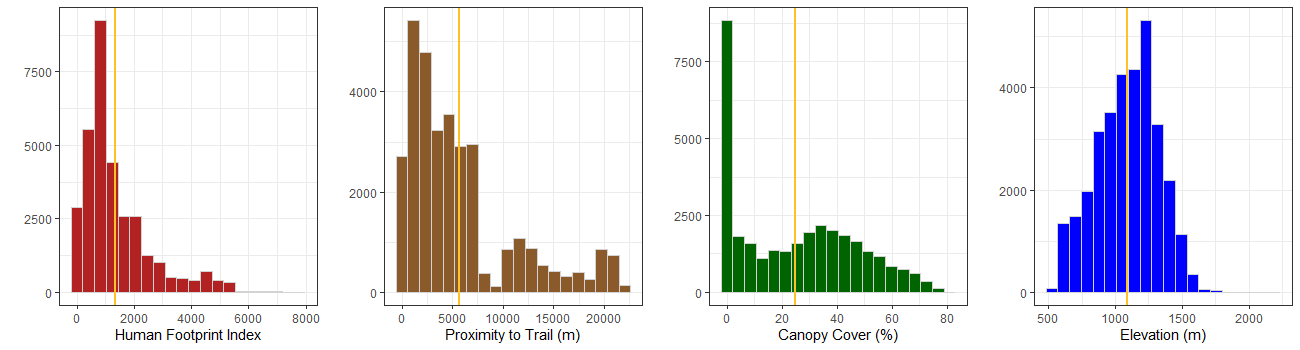 7500
5000
2500
0
0 2000 4000 6000 8000
Human Footprint Index
4000
2000
0
0 5000 10000 15000 20000
Proximity to Trail (m)
7500
5000
2500
0
0 20 40 60 80
Canopy Cover (%)
4000
2000
0
500 1000 1500 2000
Elevation (m)